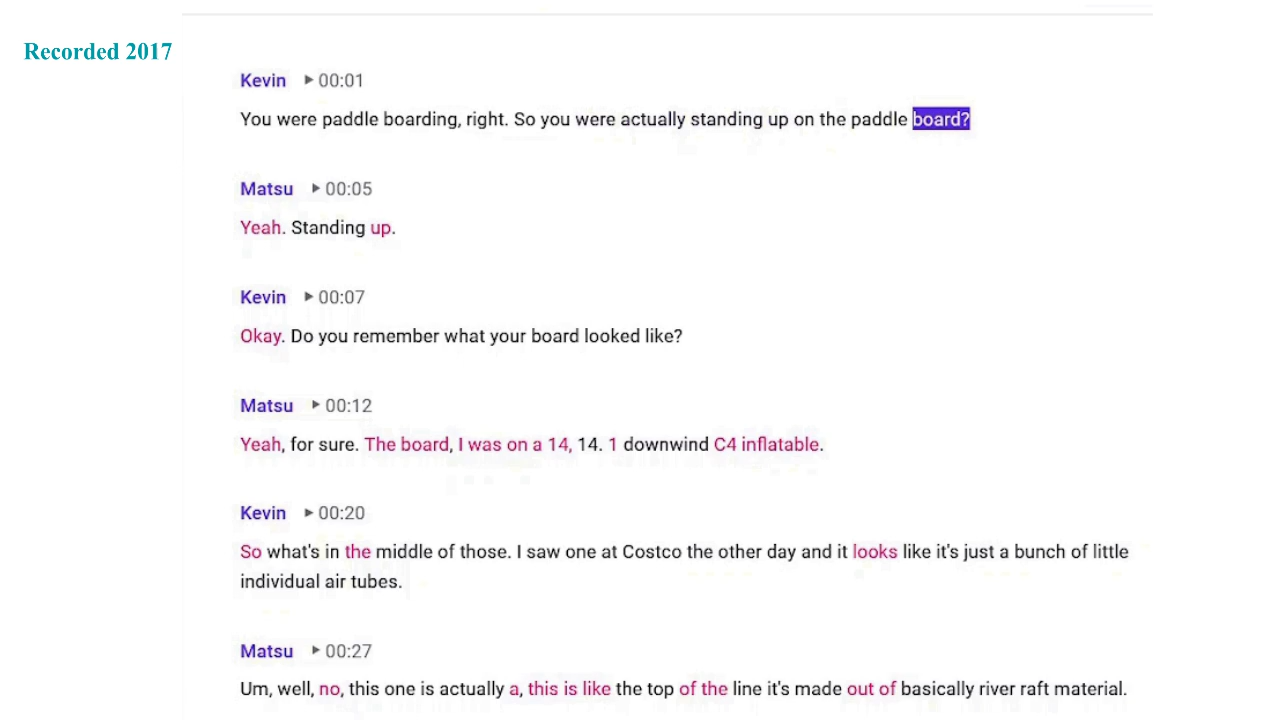 Recorded 2017
Kevin 00:01
You were paddle boarding, right. So you were actually standing up on the paddle board?
Matsu 00:05
Yeah. Standing up.
Kevin 00:07
Okay. Do you remember what your board looked like?
Matsu 00:12
Yeah, for sure. The board, I was on a 14, 14. 1 downwind C4 inflatable.
Kevin 00:20
So what's in the middle of those. I saw one at Costco the other day and it looks like it's just a bunch of little
individual air tubes.
Matsu 00:27
Um, well, no, this one is actually a, this is like the top of the line it's made out of basically river raft material.